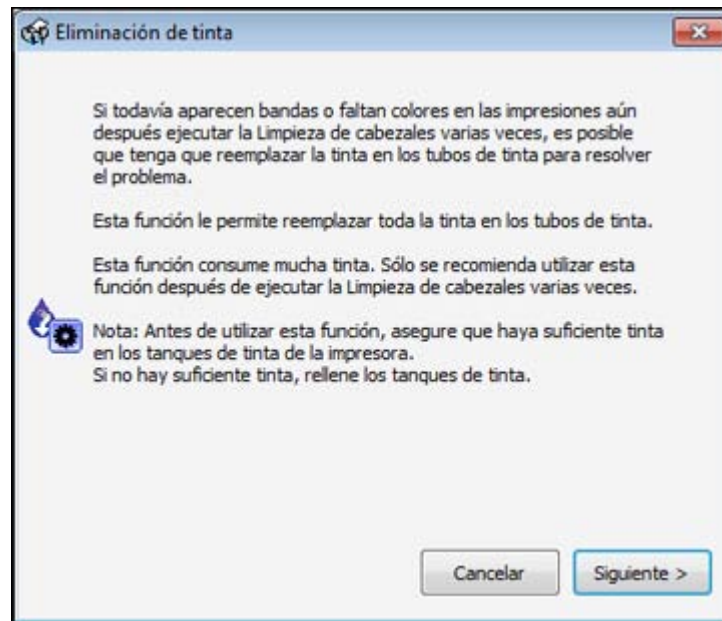 Eliminación de tinta
Si todavía aparecen bandas o faltan colores en las impresiones aún
después ejecutar la Limpieza de cabezales varias veces, es posible
que tenga que reemplazar la tinta en los tubos de tinta para resolver
el problema.
Esta función le permite reemplazar toda la tinta en los tubos de tinta.
Esta función consume mucha tinta. Sólo se recomienda utilizar esta
función después de ejecutar la Limpieza de cabezales varias veces.
Nota: Antes de utilizar esta función, asegure que haya suficiente tinta
en los tanques de tinta de la impresora.
Si no hay suficiente tinta, rellene los tanques de tinta.
Cancelar
Siguiente >